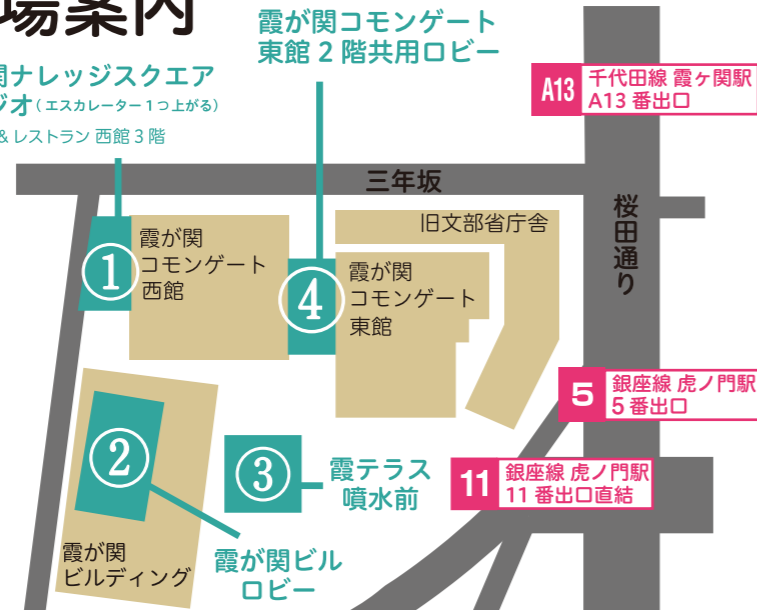 場案内
霞が関コモンゲート
東館 2 階共用ロビー
関ナレッジスクエア
ジオ（エスカレーター1つ上がる）
& レストラン 西館 3 階
A13
千代田線 霞ヶ関駅
A13 番出口
三年坂
桜田通り
旧文部省庁舎
霞が関
コモンゲート
西館
①
④
霞が関
コモンゲート
東館
5
銀座線 虎ノ門駅
5 番出口
②
③
霞テラス
噴水前
11
銀座線 虎ノ門駅
11 番出口直結
霞が関
ビルディング
霞が関ビル
ロビー